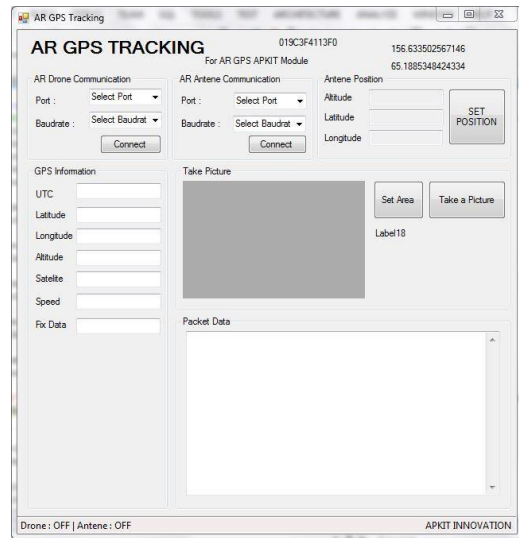 AR GPS Tracking
AR GPS TRACKING
019C3F4113F0
For AR GPS APKIT Module
156.633502567146
65.1885348424334
AR Drone Communication
Port :
Select Port
Baudrate :
Select Baudrat
Connect
AR Antene Communication
Port :
Select Port
Baudrate :
Select Baudrat
Connect
Antene Position
Altitude
Latitude
Longitude
SET
POSITION
GPS Information
UTC
Latitude
Longitude
Altitude
Satelite
Speed
Fix Data
Take Picture
Set Area
Take a Picture
Label18
Packet Data
Drone : OFF | Antene : OFF
APKIT INNOVATION